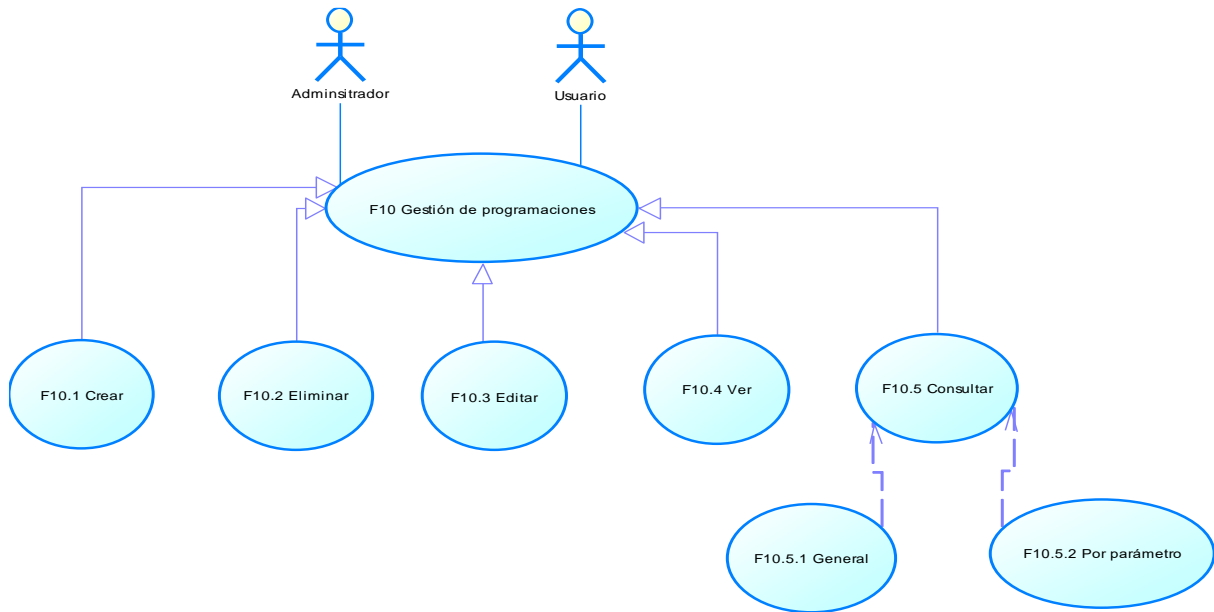 Adminsitrador
Usuario
F10 Gestión de programaciones
F10.1 Crear
F10.2 Eliminar
F10.3 Editar
F10.4 Ver
F10.5 Consultar
F10.5.1 General
F10.5.2 Por parámetro